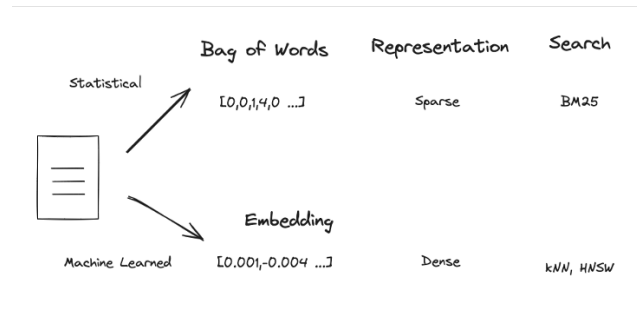 Bag of Words Representation Search
Statistical
[0,0,1,4,0 ...] Sparse BM25
Embedding
Machine Learned [0.001,-0.004 ...] Dense kNN, HNSW